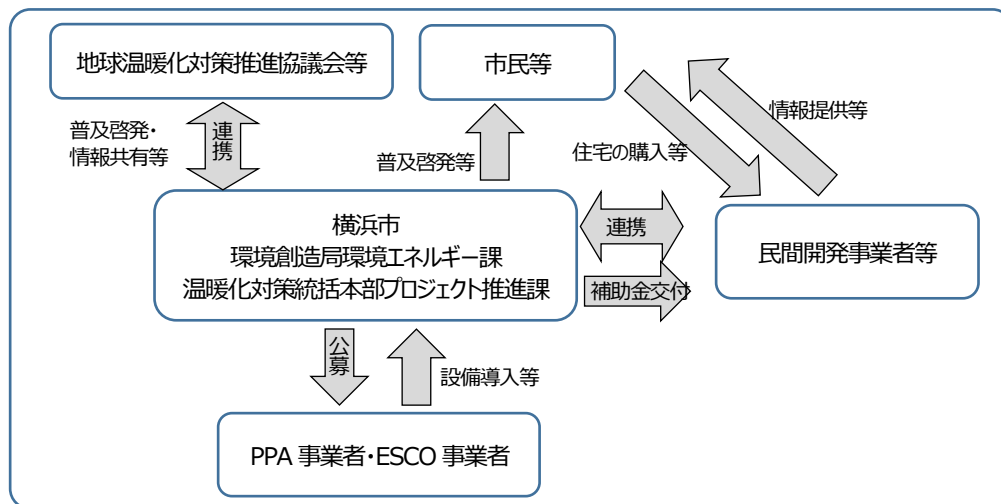 地球温暖化対策推進協議会等
市民等
普及啓発・
情報共有等
連携
普及啓発等
住宅の購入等
情報提供等
横浜市
環境創造局環境エネルギー課
温暖化対策統括本部プロジェクト推進課
連携
補助金交付
民間開発事業者等
公募
設備導入等
PPA 事業者・ESCO 事業者